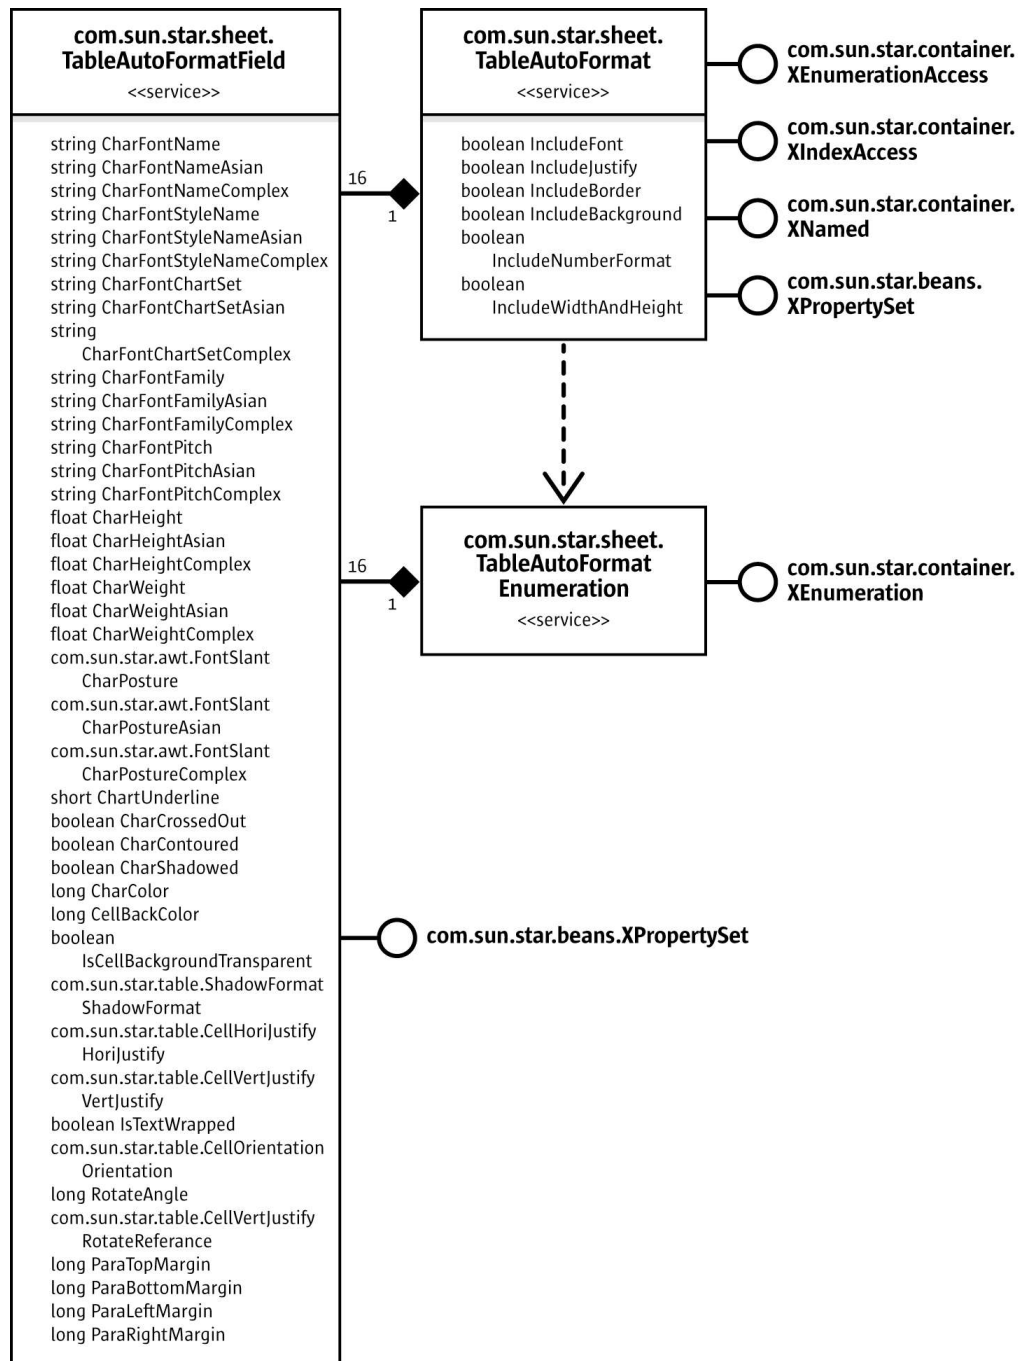 com.sun.star.sheet.
TableAutoFormatField
<<service>>
string CharFontName
string CharFontNameAsian
string CharFontNameComplex
string CharFontStyleName
string CharFontStyleNameAsian
string CharFontStyleNameComplex
string CharFontChartSet
string CharFontChartSetAsian
string
CharFontChartSetComplex
string CharFontFamily
string CharFontFamilyAsian
string CharFontFamilyComplex
string CharFontPitch
string CharFontPitchAsian
string CharFontPitchComplex
float CharHeight
float CharHeightAsian
float CharHeightComplex
float CharWeight
float CharWeightAsian
float CharWeightComplex
com.sun.star.awt.FontSlant
CharPosture
com.sun.star.awt.FontSlant
CharPostureAsian
com.sun.star.awt.FontSlant
CharPostureComplex
short ChartUnderline
boolean CharCrossedOut
boolean CharContoured
boolean CharShadowed
long CharColor
long CellBackColor
boolean
IsCellBackgroundTransparent
com.sun.star.table.ShadowFormat
ShadowFormat
com.sun.star.table.CellHoriJustify
HoriJustify
com.sun.star.table.CellVertJustify
VertJustify
boolean IsTextWrapped
com.sun.star.table.CellOrientation
Orientation
long RotateAngle
com.sun.star.table.CellVertJustify
RotateReferance
long ParaTopMargin
long ParaBottomMargin
long ParaLeftMargin
long ParaRightMargin
16
1
com.sun.star.sheet.
TableAutoFormat
<<service>>
boolean IncludeFont
boolean IncludeJustify
boolean IncludeBorder
boolean IncludeBackground
boolean
IncludeNumberFormat
boolean
IncludeWidthAndHeight
com.sun.star.container.
XEnumerationAccess
com.sun.star.container.
XIndexAccess
com.sun.star.container.
XNamed
com.sun.star.beans.
XPropertySet
16
1
com.sun.star.sheet.
TableAutoFormat
Enumeration
<<service>>
com.sun.star.container.
XEnumeration
com.sun.star.beans.XPropertySet